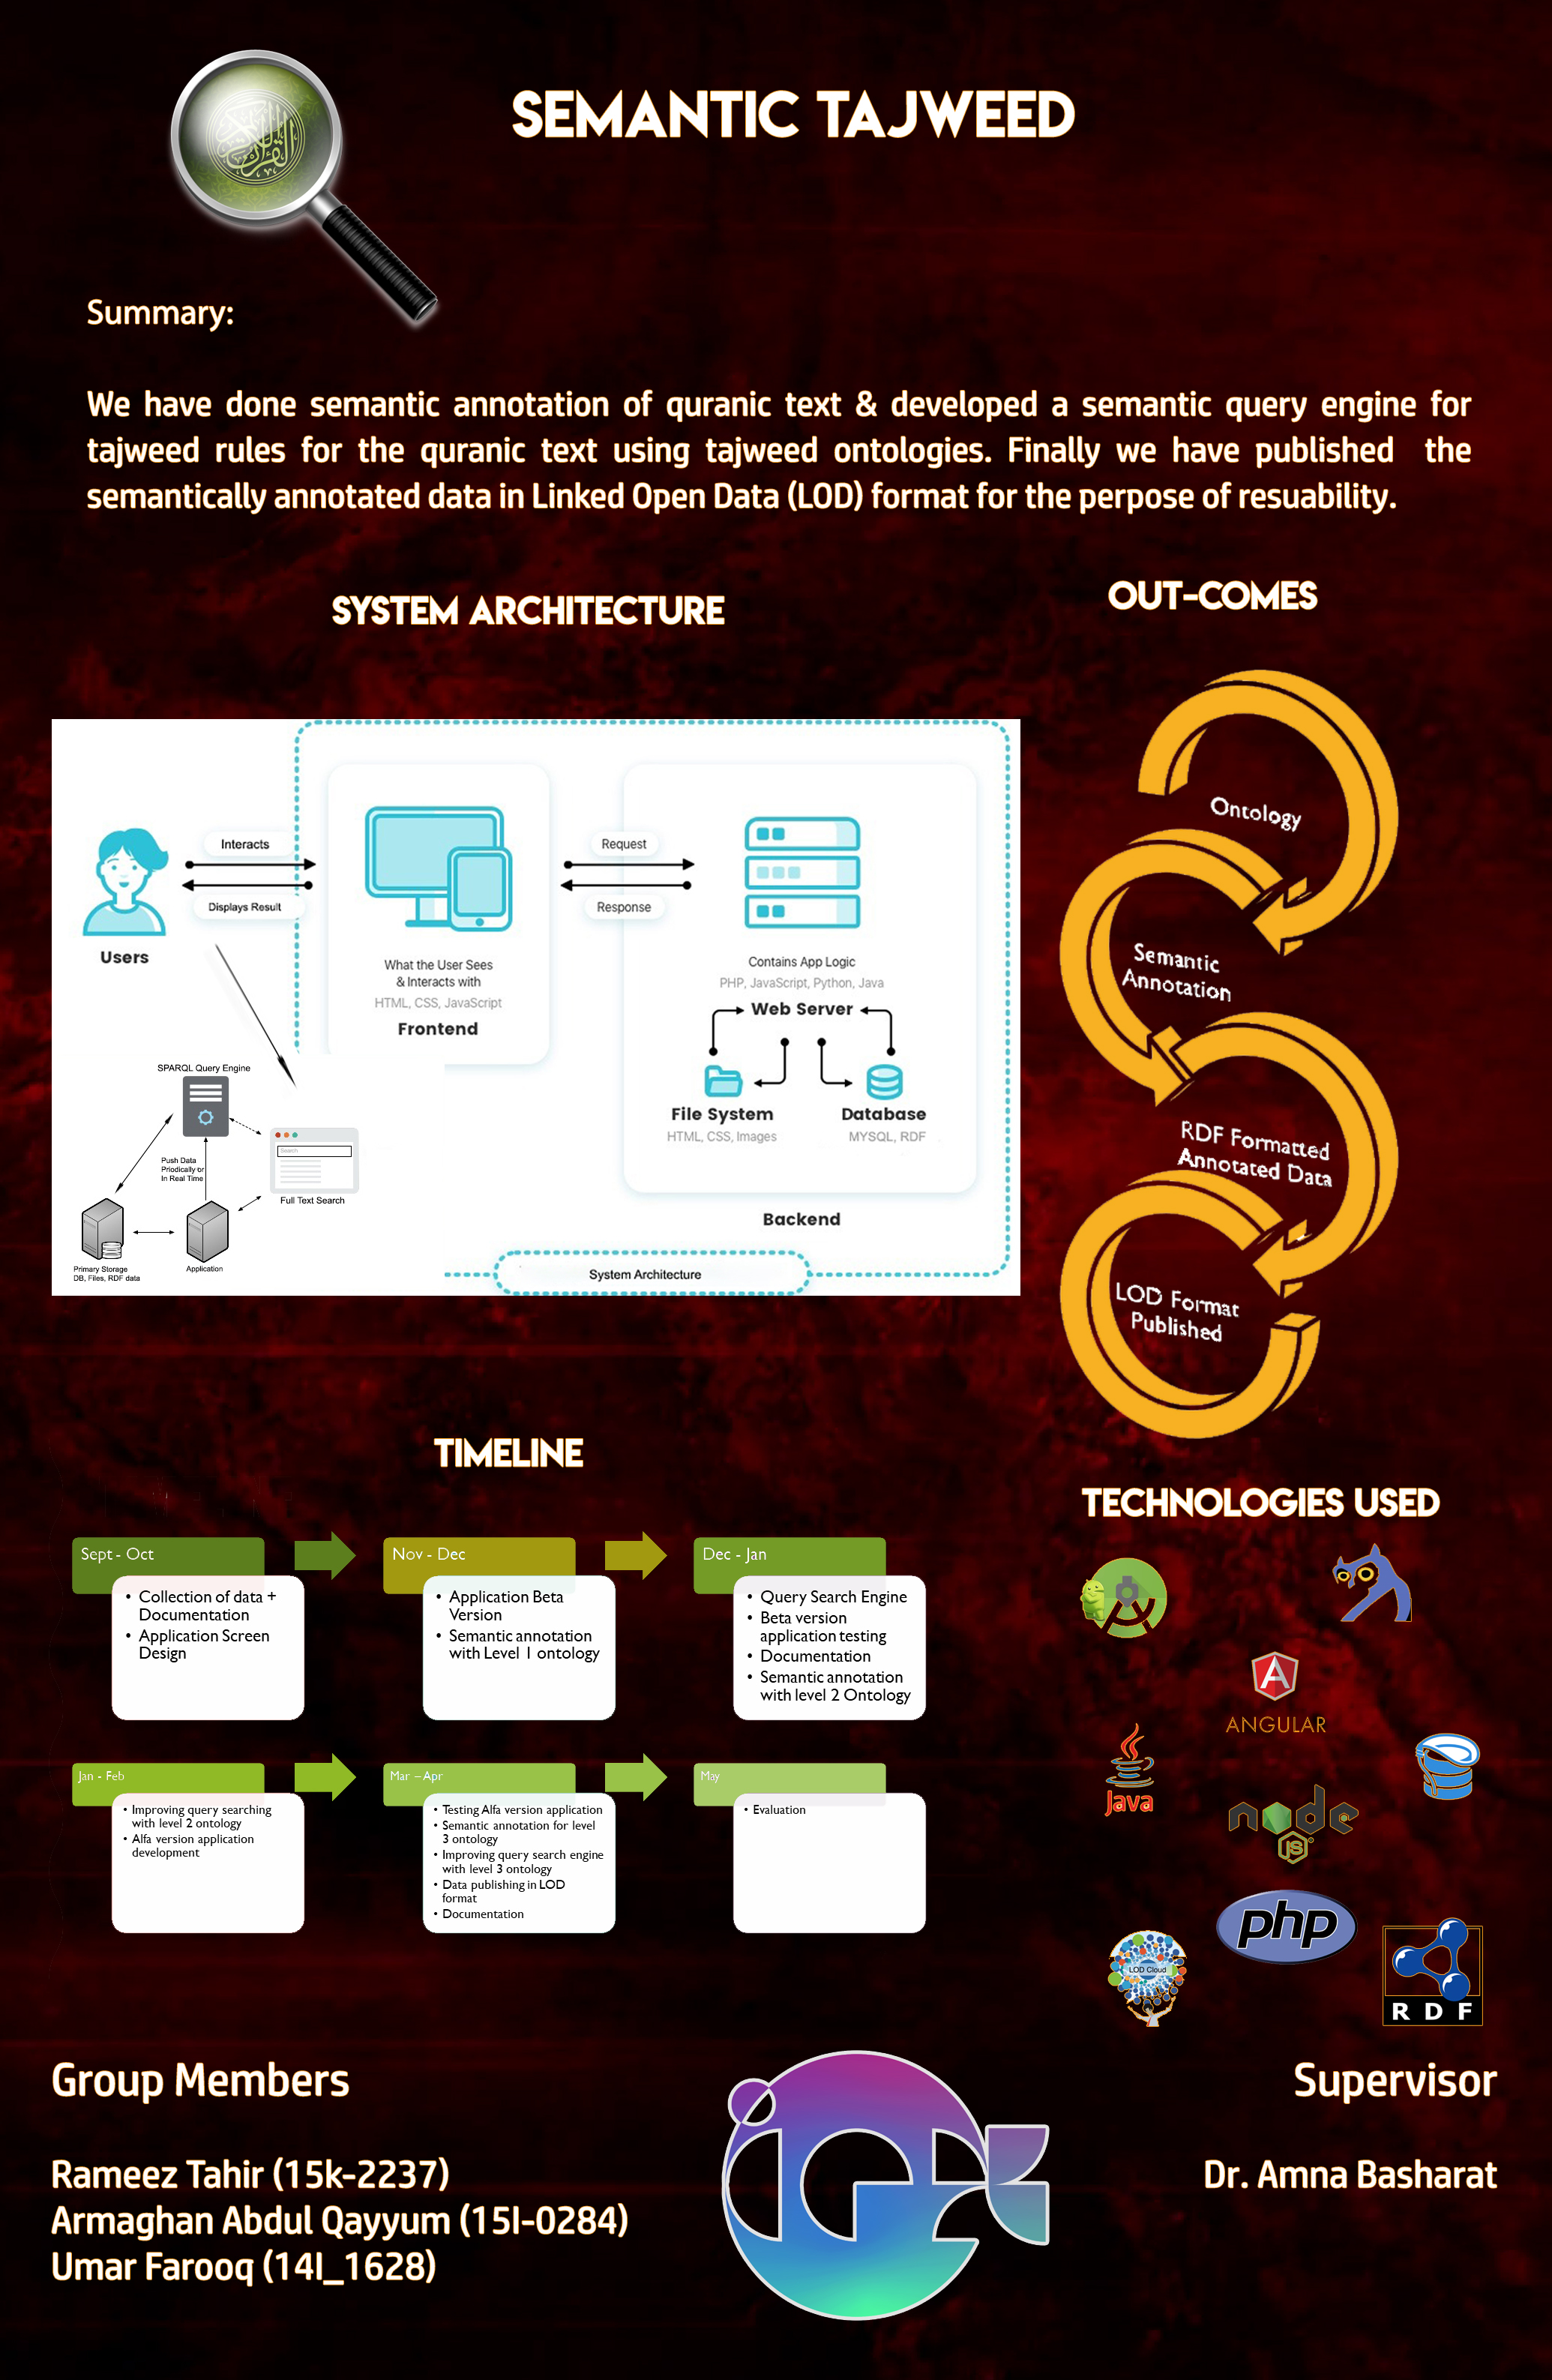 القرآن الكريم
SEMANTIC TAJWEED
Summary:
We have done semantic annotation of quranic text & developed a semantic query engine for
tajweed rules for the quranic text using tajweed ontologies. Finally we have published the
semantically annotated data in Linked Open Data (LOD) format for the perpose of resuability.
SYSTEM ARCHITECTURE
Users
Interacts
Displays Result
What the User Sees
& Interacts with
HTML, CSS, JavaScript
Frontend
Request
Response
Contains App Logic
PHP, JavaScript, Python, Java
Web Server
File System
HTML, CSS, Images
Database
MYSQL, RDF
Backend
SPARQL Query Engine
Push Data
Priodically or
In Real Time
Search
Full Text Search
Primary Storage
DB, Files, RDF data
Application
System Architecture
OUT-COMES
Ontology
Semantic
Annotation
RDF Formatted
Annotated Data
LOD Format
Published
TIMELINE
Sept - Oct
• Collection of data +
Documentation
• Application Screen
Design
Nov - Dec
• Application Beta
Version
• Semantic annotation
with Level 1 ontology
Dec - Jan
• Query Search Engine
• Beta version
application testing
• Documentation
• Semantic annotation
with level 2 Ontology
Jan - Feb
• Improving query searching
with level 2 ontology
• Alfa version application
development
Mar – Apr
• Testing Alfa version application
• Semantic annotation for level
3 ontology
• Improving query search engine
with level 3 ontology
• Data publishing in LOD
format
• Documentation
May
• Evaluation
TECHNOLOGIES USED
ANGULAR
Java
node
JS
php
LOD Cloud
RDF
Group Members
Rameez Tahir (15k-2237)
Armaghan Abdul Qayyum (15I-0284)
Umar Farooq (14I_1628)
Supervisor
Dr. Amna Basharat